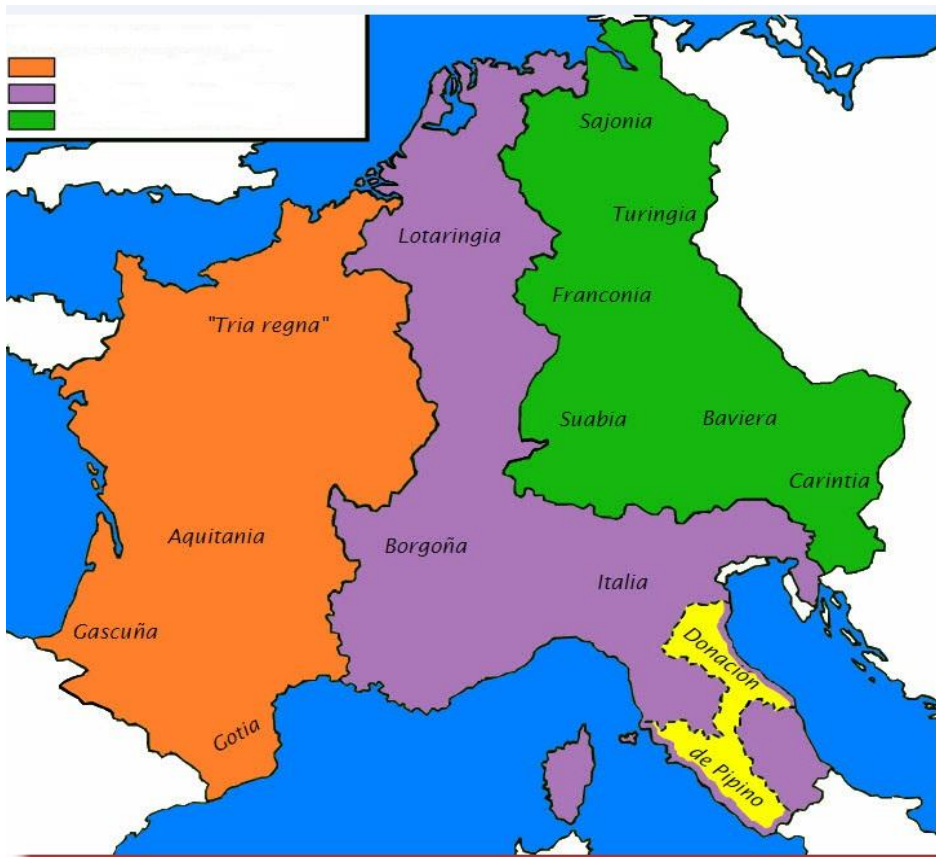 Sajonia
Turingia
Lotaringia
Franconia
"Tria regna"
Suabia
Baviera
Carintia
Aquitania
Borgoña
Italia
Gascuña
Donación
de Pipino
Gotia